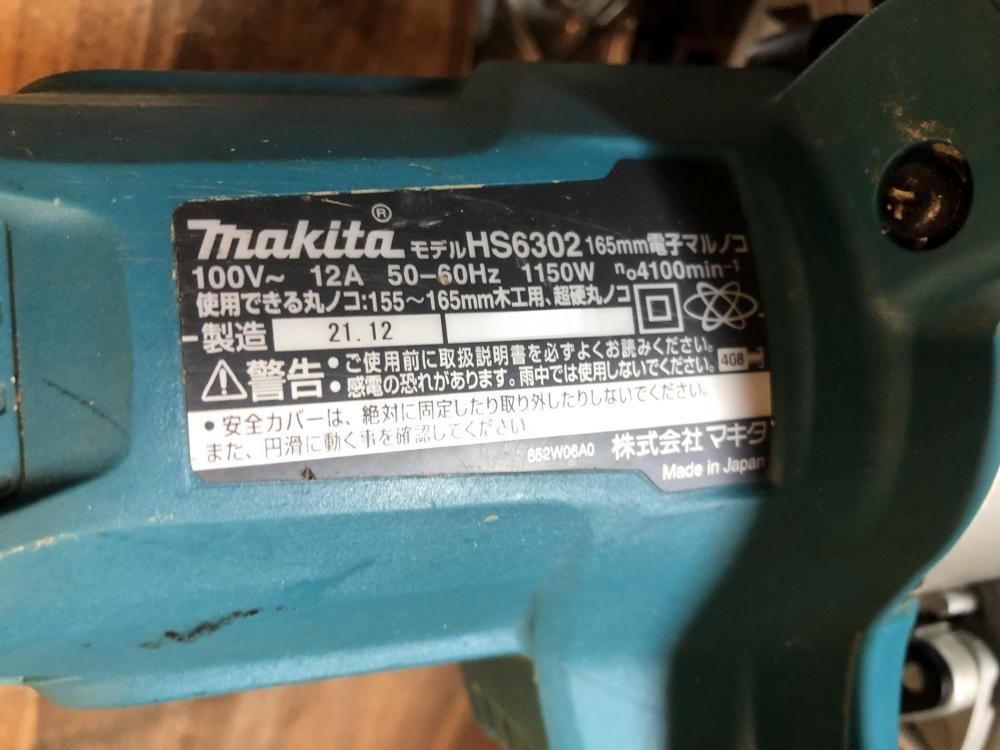 makita® モデル HS6302 165mm電子マルノコ
100V~ 12A 50-60Hz 1150W n₀4100min⁻¹
使用できる丸ノコ:155~165mm木工用、超硬丸ノコ
製造 21.12
警告 • ご使用前に取扱説明書を必ずよくお読みください。
• 感電の恐れがあります。雨中では使用しないでください。 408
• 安全カバーは、絶対に固定したり取り外したりしないでください。
また、円滑に動く事を確認してください。
852W06A0 株式会社 マキタ
Made in Japan